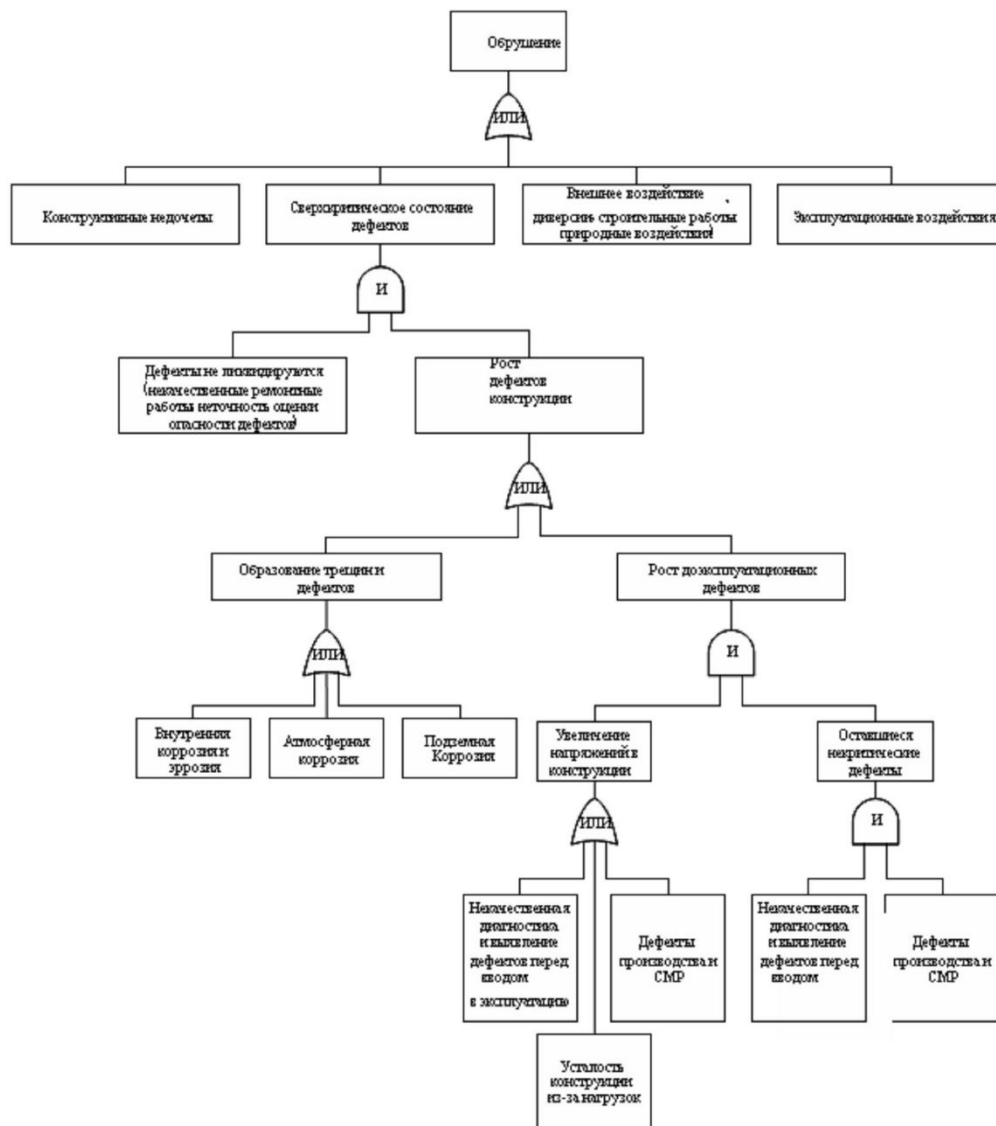 Обрушение
ИЛИ
Конструктивные недочеты
Сверхкритическое состояние
дефектов
Внешнее воздействие
диверсии, строительные работы
природные воздействия)
Эксплуатационные воздействия
И
Дефекты не ликвидируются
(некачественные ремонтные
работы, неточность оценки
опасности дефектов)
Рост
дефектов
конструкции
ИЛИ
Образование трещин и
дефектов
Рост доэксплуатационных
дефектов
ИЛИ
И
Внутренняя
коррозия и
эррозия
Атмосферная
коррозия
Подземная
Коррозия
Увеличение
напряжений в
конструкции
Оставшиеся
некритические
дефекты
ИЛИ
И
Некачественная
диагностика
и выявление
дефектов перед
вводом
в эксплуатацию
Дефекты
производства и
СМР
Некачественная
диагностика
и выявление
дефектов перед
вводом
Дефекты
производства и
СМР
Усталость
конструкции
из-за нагрузок